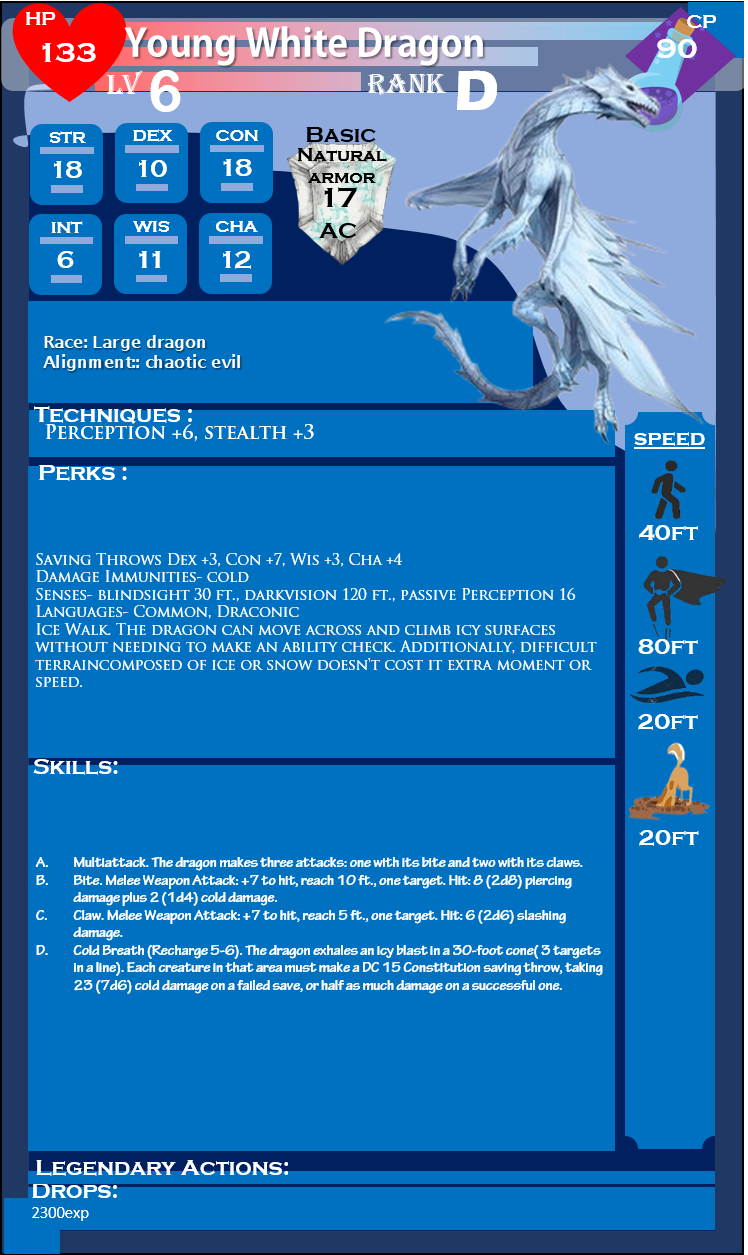 HP
133
Young White Dragon
CP
90
LV 6
RANK D
STR
18
DEX
10
CON
18
INT
6
WIS
11
CHA
12
Basic
Natural
armor
17
AC
Race: Large dragon
Alignment:: chaotic evil
Techniques :
Perception +6, stealth +3
Perks :
Saving Throws Dex +3, Con +7, Wis +3, Cha +4
Damage Immunities- cold
Senses- blindsight 30 ft., darkvision 120 ft., passive Perception 16
Languages- Common, Draconic
Ice Walk. The dragon can move across and climb icy surfaces
without needing to make an ability check. Additionally, difficult
terraincomposed of ice or snow doesn't cost it extra moment or
speed.
Skills:
A. Multiattack. The dragon makes three attacks: one with its bite and two with its claws.
B. Bite. Melee Weapon Attack: +7 to hit, reach 10 ft., one target. Hit: 8 (2d8) piercing
damage plus 2 (1d4) cold damage.
C. Claw. Melee Weapon Attack: +7 to hit, reach 5 ft., one target. Hit: 6 (2d6) slashing
damage.
D. Cold Breath (Recharge 5-6). The dragon exhales an icy blast in a 30-foot cone( 3 targets
in a line). Each creature in that area must make a DC 15 Constitution saving throw, taking
23 (7d6) cold damage on a failed save, or half as much damage on a successful one.
SPEED
40FT
80FT
20FT
20FT
Legendary Actions:
Drops:
2300exp